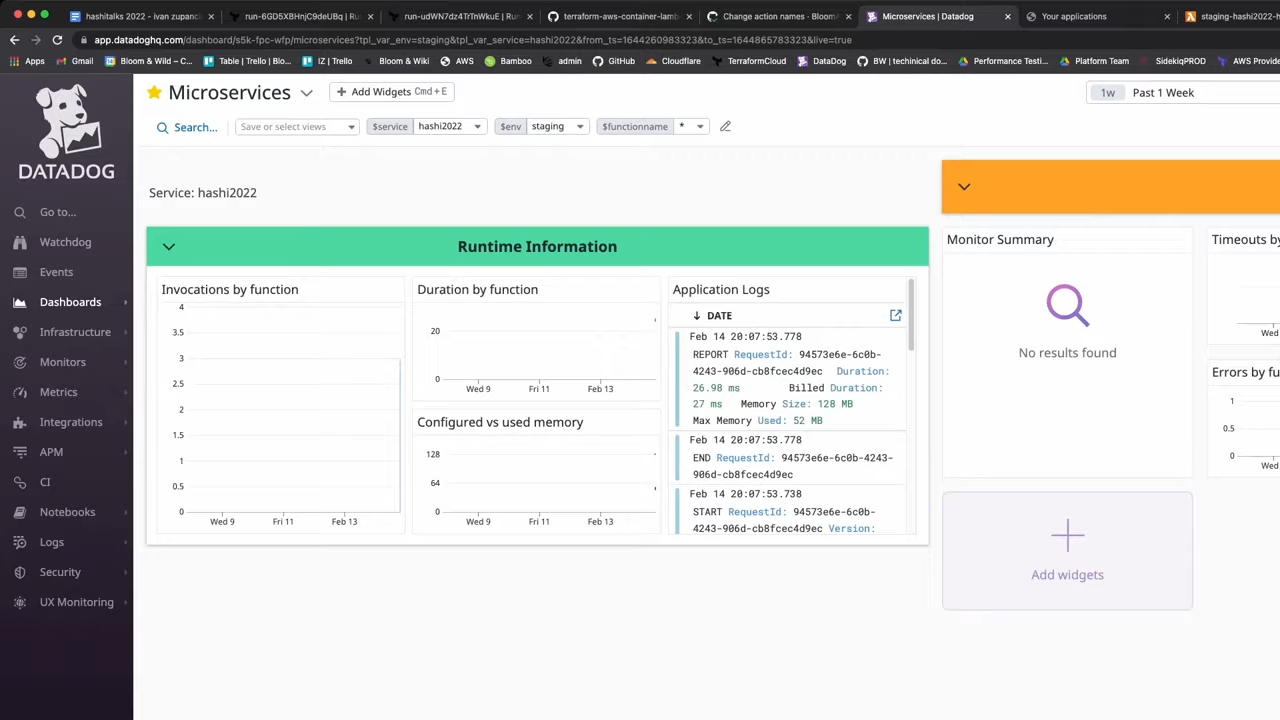 hashitalks - ivan zupanci
run-6GD5XBHnjC9deUBq | Ru
run-udWN7dz4TrTnWkuE | Run
terraform-aws-container-lamb
Change action names · BloomA
Microservices | Datadog
Your applications
staging-hashi2022-h
app.datadoghq.com/dashboard/s5k-fpc-wfp/microservices?tpl_var_env=staging&tpl_var_service=hashi2022&from_ts=1644260983323&to_ts=1644865783323&live=true
Apps
Gmail
Bloom & Wild – C...
Table | Trello | Blo...
IZ | Trello
Bloom & Wiki
AWS
Bamboo
admin
GitHub
Cloudflare
TerraformCloud
DataDog
BW | (techinical do...
Performance Testi...
Platform Team
SidekiqPROD
AWS Provide
DATADOG
Go to...
Watchdog
Events
Dashboards
Infrastructure
Monitors
Metrics
Integrations
APM
CI
Notebooks
Logs
Security
UX Monitoring
Microservices
Add Widgets Cmd+E
1w Past 1 Week
Search...
Save or select views
$service hashi2022
$env staging
$functionname *
Service: hashi2022
Runtime Information
Invocations by function
4
3.5
3
2.5
2
1.5
1
0.5
0
Wed 9 Fri 11 Feb 13
Duration by function
20
0
Wed 9 Fri 11 Feb 13
Configured vs used memory
128
64
0
Wed 9 Fri 11 Feb 13
Application Logs
↓ DATE
Feb 14 20:07:53.778
REPORT RequestId: 94573e6e-6c0b-
4243-906d-cb8fcec4d9ec Duration:
26.98 ms Billed Duration:
27 ms Memory Size: 128 MB
Max Memory Used: 52 MB
Feb 14 20:07:53.778
END RequestId: 94573e6e-6c0b-4243-
906d-cb8fcec4d9ec
Feb 14 20:07:53.738
START RequestId: 94573e6e-6c0b-
4243-906d-cb8fcec4d9ec Version:
Monitor Summary
No results found
Add widgets
Timeouts by
Wed
Errors by fu
1
0.5
0
Wed